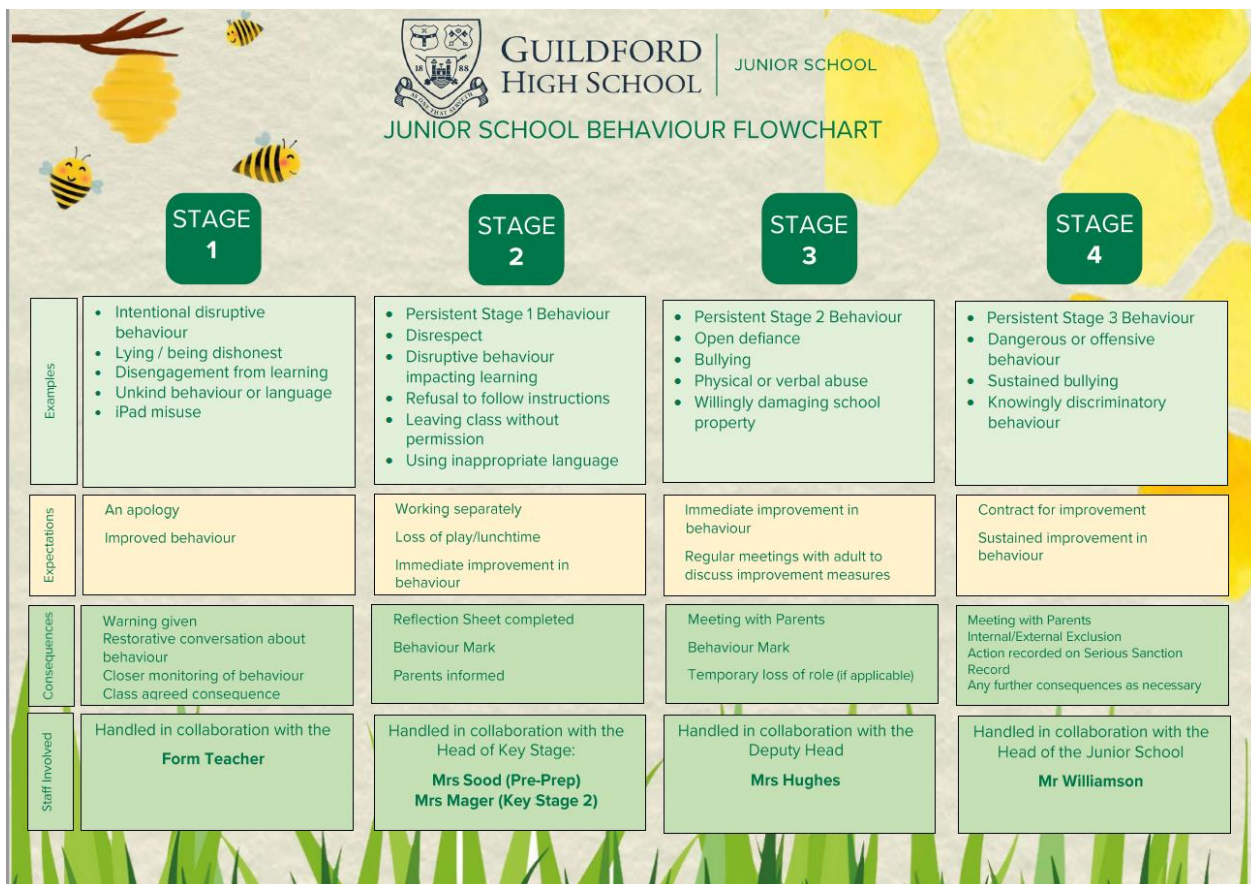 GUILDFORD
HIGH SCHOOL
JUNIOR SCHOOL
18 88
AS ONE THAT SERVETH
JUNIOR SCHOOL BEHAVIOUR FLOWCHART
STAGE
1
STAGE
2
STAGE
3
STAGE
4
Examples
• Intentional disruptive
behaviour
• Lying / being dishonest
• Disengagement from learning
• Unkind behaviour or language
• iPad misuse
• Persistent Stage 1 Behaviour
• Disrespect
• Disruptive behaviour
impacting learning
• Refusal to follow instructions
• Leaving class without
permission
• Using inappropriate language
• Persistent Stage 2 Behaviour
• Open defiance
• Bullying
• Physical or verbal abuse
• Willingly damaging school
property
• Persistent Stage 3 Behaviour
• Dangerous or offensive
behaviour
• Sustained bullying
• Knowingly discriminatory
behaviour
Expectations
An apology
Improved behaviour
Working separately
Loss of play/lunchtime
Immediate improvement in
behaviour
Immediate improvement in
behaviour
Regular meetings with adult to
discuss improvement measures
Contract for improvement
Sustained improvement in
behaviour
Consequences
Warning given
Restorative conversation about
behaviour
Closer monitoring of behaviour
Class agreed consequence
Reflection Sheet completed
Behaviour Mark
Parents informed
Meeting with Parents
Behaviour Mark
Temporary loss of role (if applicable)
Meeting with Parents
Internal/External Exclusion
Action recorded on Serious Sanction
Record
Any further consequences as necessary
Staff Involved
Handled in collaboration with the
Form Teacher
Handled in collaboration with the
Head of Key Stage:
Mrs Sood (Pre-Prep)
Mrs Mager (Key Stage 2)
Handled in collaboration with the
Deputy Head
Mrs Hughes
Handled in collaboration with the
Head of the Junior School
Mr Williamson